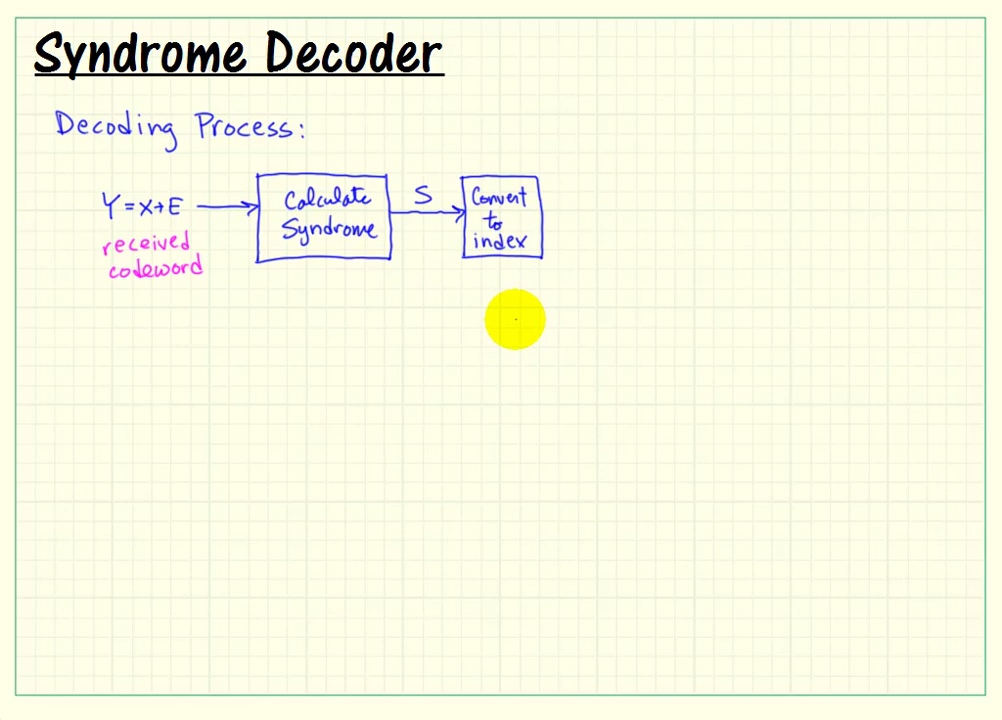 Syndrome Decoder
Decoding Process:
Y=X+E
received
codeword
Calculate
Syndrome
S
Convert
to
index